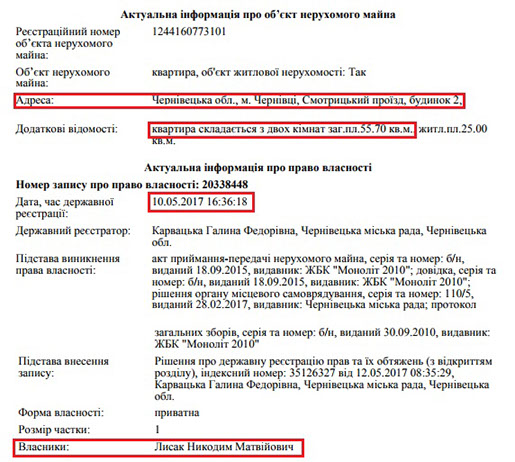 Актуальна інформація про об’єкт нерухомого майна
Реєстраційний номер об’єкта нерухомого майна: 1244160773101
Об’єкт нерухомого майна: квартира, об'єкт житлової нерухомості: Так
Адреса: Чернівецька обл., м. Чернівці, Смотрицький проїзд, будинок 2,
Додаткові відомості: квартира складається з двох кімнат заг.пл.55.70 кв.м. житл.пл.25.00
кв.м.
Актуальна інформація про право власності
Номер запису про право власності: 20338448
Дата, час державної реєстрації: 10.05.2017 16:36:18
Державний реєстратор: Карвацька Галина Федорівна, Чернівецька міська рада, Чернівецька
обл.
Підстава виникнення права власності: акт приймання-передачі нерухомого майна, серія та номер: б/н,
виданий 18.09.2015, видавник: ЖБК "Моноліт 2010"; довідка, серія та
номер: б/н, виданий 18.09.2015, видавник: ЖБК "Моноліт 2010";
рішення органу місцевого самоврядування, серія та номер: 110/5,
виданий 28.02.2017, видавник: Чернівецька міська рада; протокол
загальних зборів, серія та номер: б/н, виданий 30.09.2010, видавник:
ЖБК "Моноліт 2010"
Підстава внесення запису: Рішення про державну реєстрацію прав та їх обтяжень (з відкриттям
розділу), індексний номер: 35126327 від 12.05.2017 08:35:29,
Карвацька Галина Федорівна, Чернівецька міська рада, Чернівецька
обл.
Форма власності: приватна
Розмір частки: 1
Власники: Лисак Никодим Матвійович